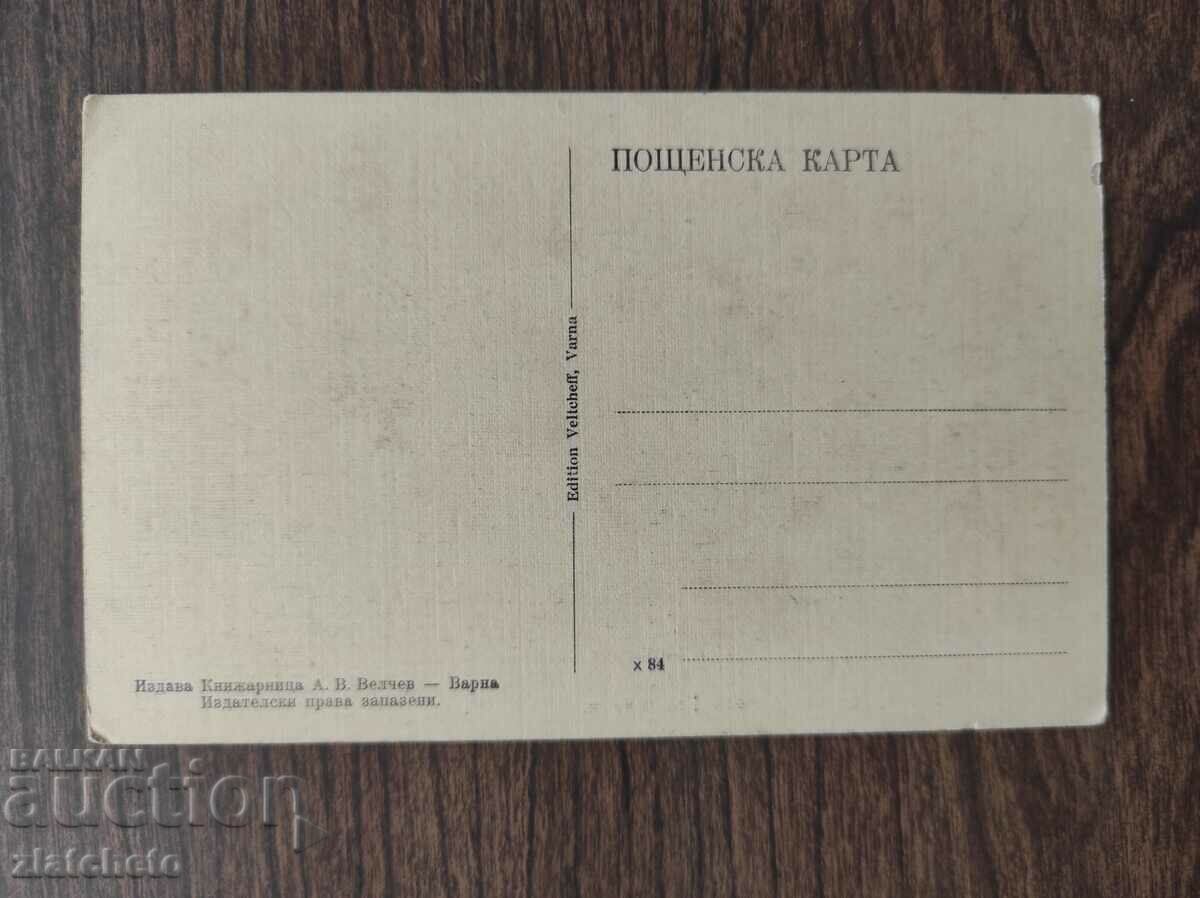 ПОЩЕНСКА КАРТА
Edition Veltcheff, Varna
x 84
Издава Книжарница А. В. Велчев — Варна
Издателски права запазени.
BALKAN
auction
zlatcheto